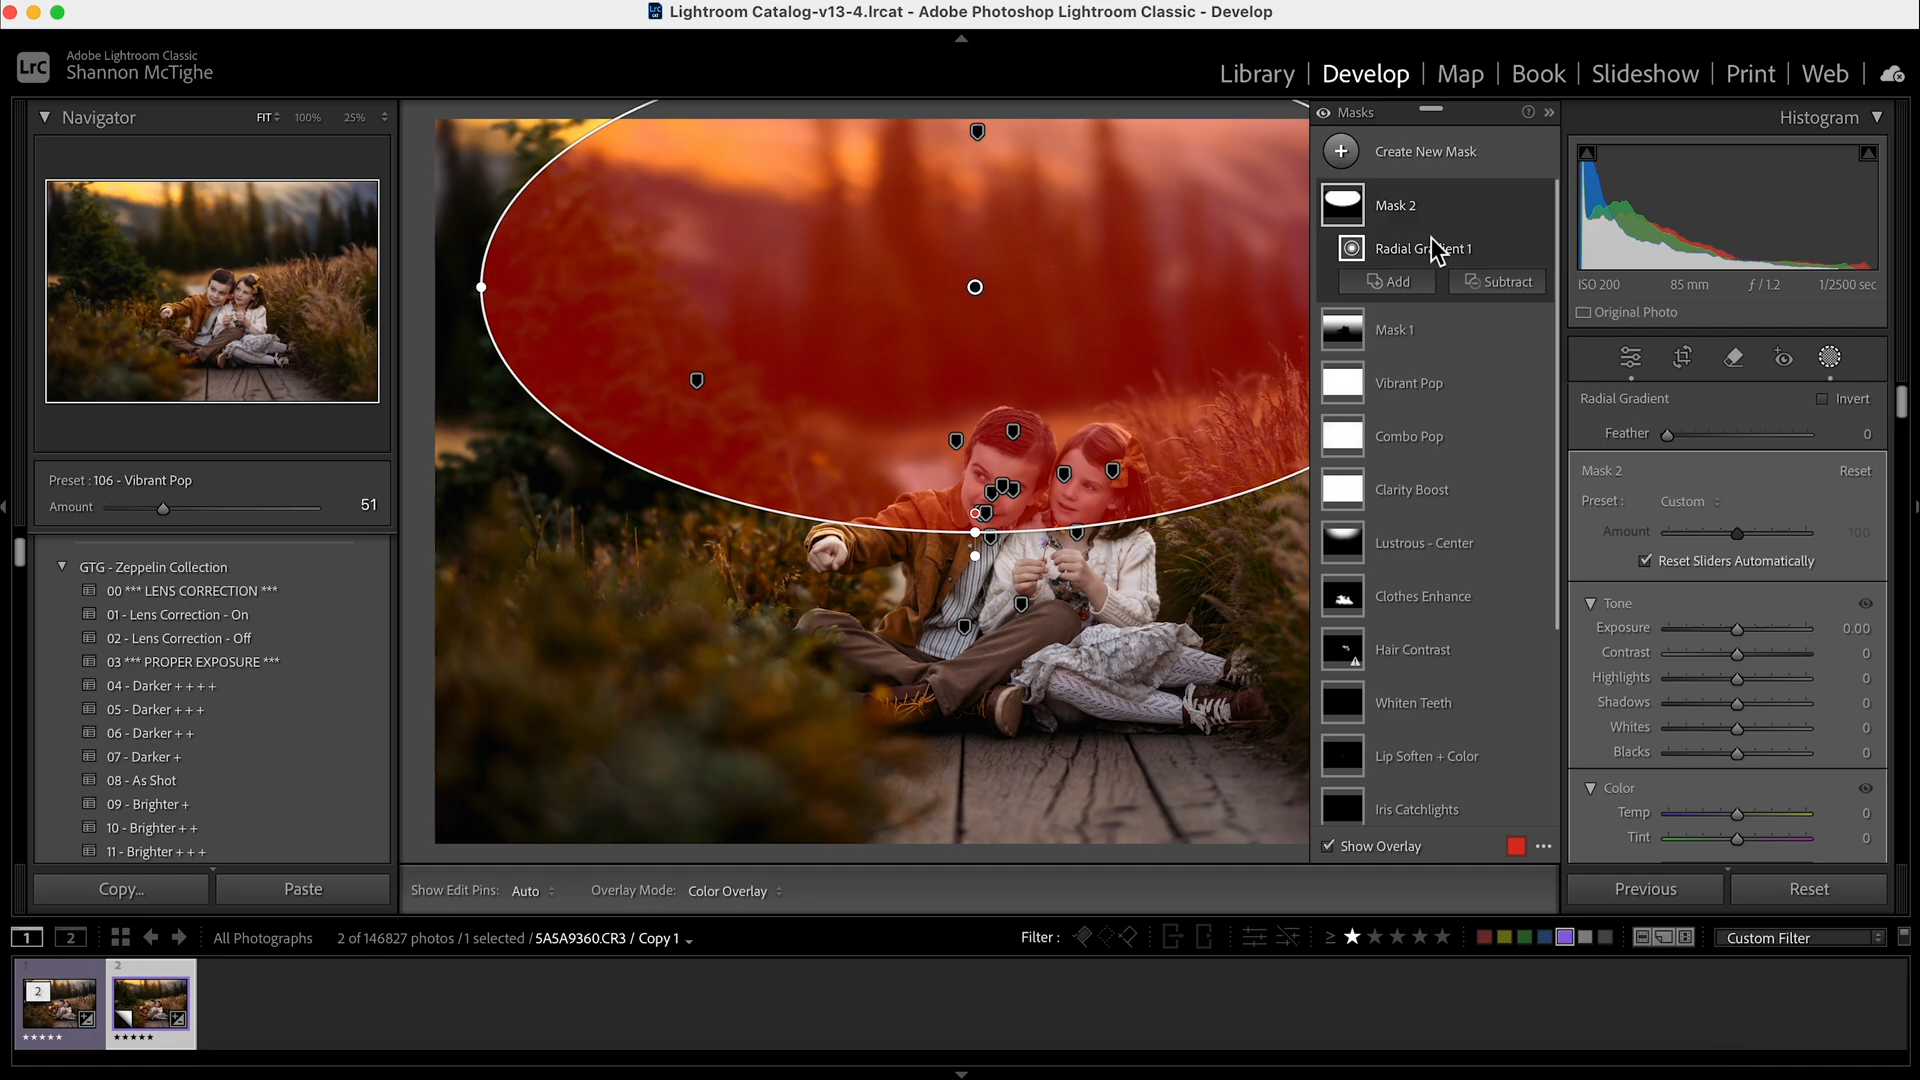 Lightroom Catalog-v13-4.lrcat - Adobe Photoshop Lightroom Classic - Develop
LrC
Adobe Lightroom Classic
Shannon McTighe
Library | Develop | Map | Book | Slideshow | Print | Web
Navigator FIT 100% 25%
Preset : 106 - Vibrant Pop
Amount 51
GTG - Zeppelin Collection
00 *** LENS CORRECTION ***
01 - Lens Correction - On
02 - Lens Correction - Off
03 *** PROPER EXPOSURE ***
04 - Darker + + + +
05 - Darker + + +
06 - Darker + +
07 - Darker +
08 - As Shot
09 - Brighter +
10 - Brighter + +
11 - Brighter + + +
Copy... Paste
Show Edit Pins: Auto Overlay Mode: Color Overlay
Masks
Create New Mask
Mask 2
Radial Gradient 1
Add Subtract
Mask 1
Vibrant Pop
Combo Pop
Clarity Boost
Lustrous - Center
Clothes Enhance
Hair Contrast
Whiten Teeth
Lip Soften + Color
Iris Catchlights
Show Overlay
Histogram
ISO 200 85 mm ƒ / 1.2 1/2500 sec
Original Photo
Radial Gradient Invert
Feather 0
Mask 2 Reset
Preset : Custom
Amount 100
Reset Sliders Automatically
Tone
Exposure 0.00
Contrast 0
Highlights 0
Shadows 0
Whites 0
Blacks 0
Color
Temp 0
Tint 0
Previous Reset
1 2 All Photographs 2 of 146827 photos / 1 selected / 5A5A9360.CR3 / Copy 1 Filter : ≥ ★★★★★ Custom Filter
2
2
★★★★★
★★★★★